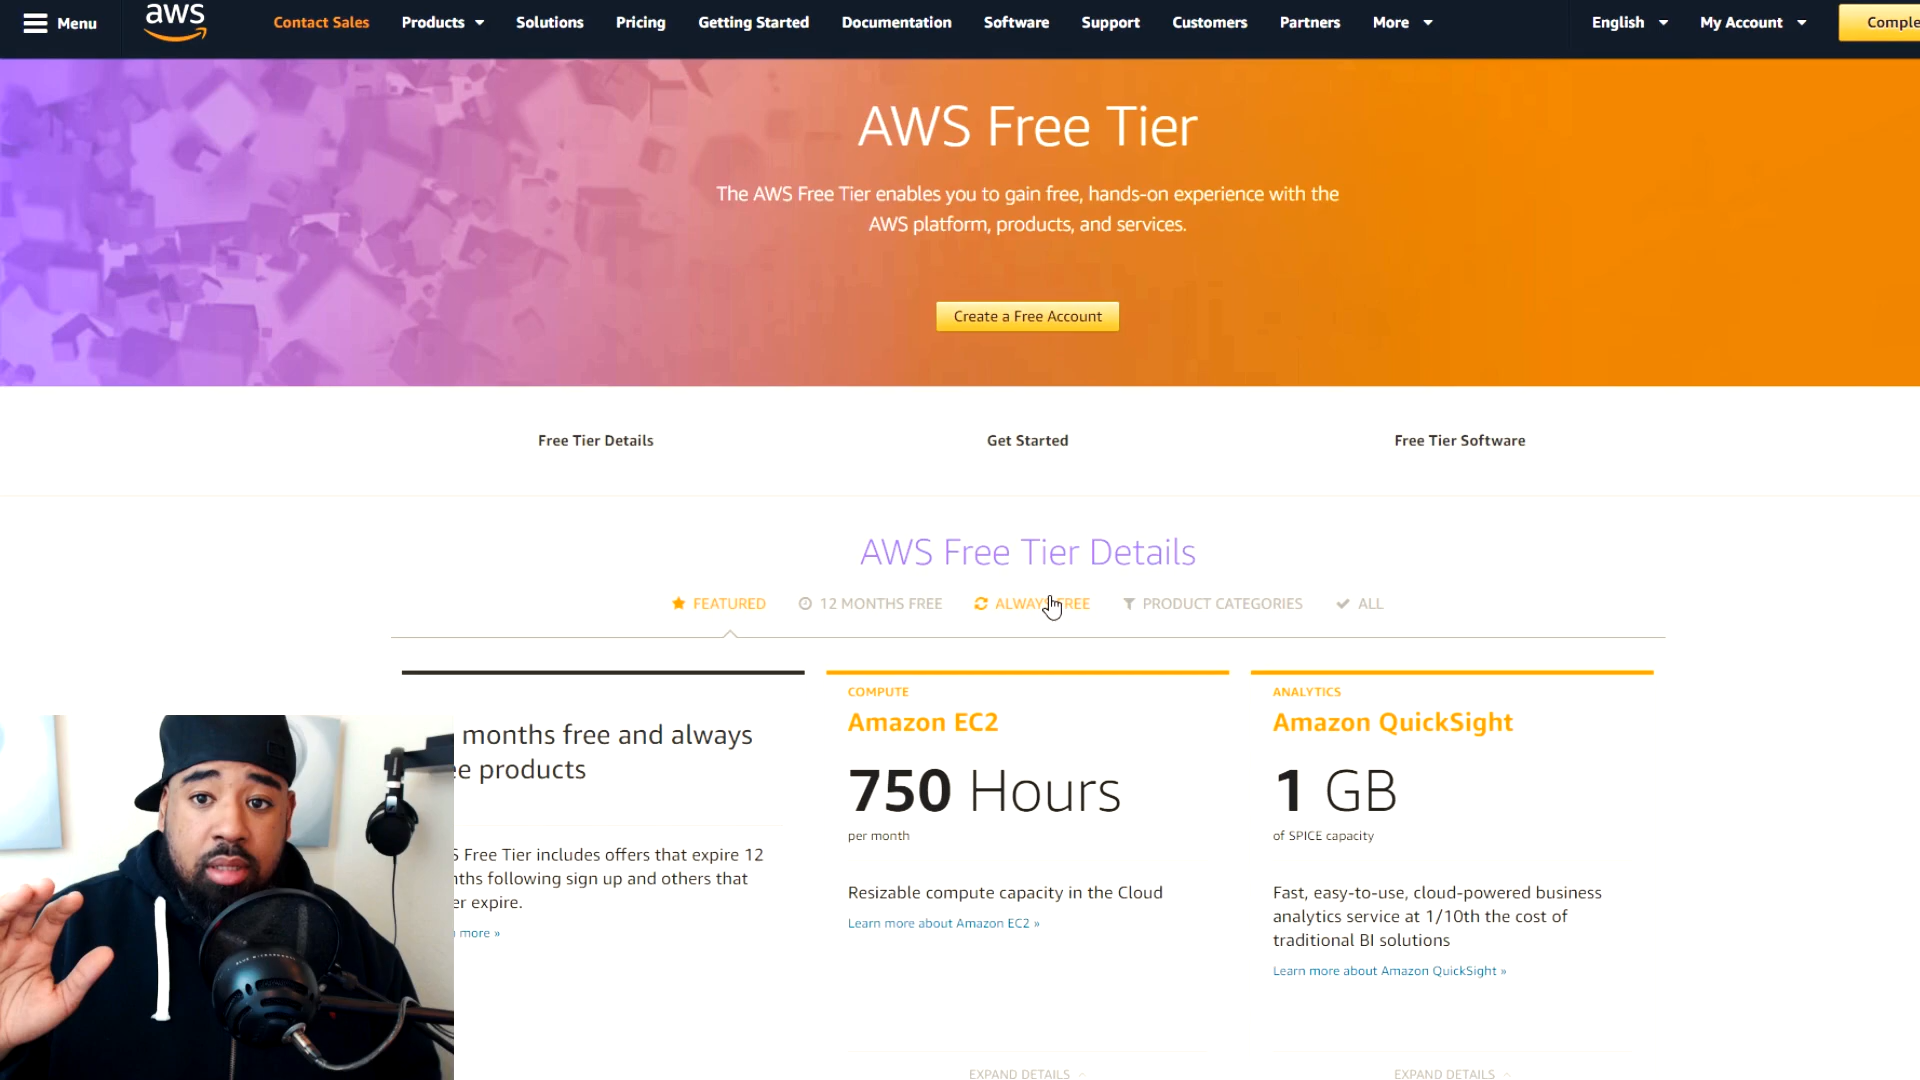 Menu
aws
Contact Sales
Products
Solutions
Pricing
Getting Started
Documentation
Software
Support
Customers
Partners
More
English
My Account
Comple
AWS Free Tier
The AWS Free Tier enables you to gain free, hands-on experience with the
AWS platform, products, and services.
Create a Free Account
Free Tier Details
Get Started
Free Tier Software
AWS Free Tier Details
FEATURED
12 MONTHS FREE
ALWAYS FREE
PRODUCT CATEGORIES
ALL
months free and always
ee products
S Free Tier includes offers that expire 12
nths following sign up and others that
er expire.
more »
COMPUTE
Amazon EC2
750 Hours
per month
Resizable compute capacity in the Cloud
Learn more about Amazon EC2 »
EXPAND DETAILS
ANALYTICS
Amazon QuickSight
1 GB
of SPICE capacity
Fast, easy-to-use, cloud-powered business
analytics service at 1/10th the cost of
traditional BI solutions
Learn more about Amazon QuickSight »
EXPAND DETAILS